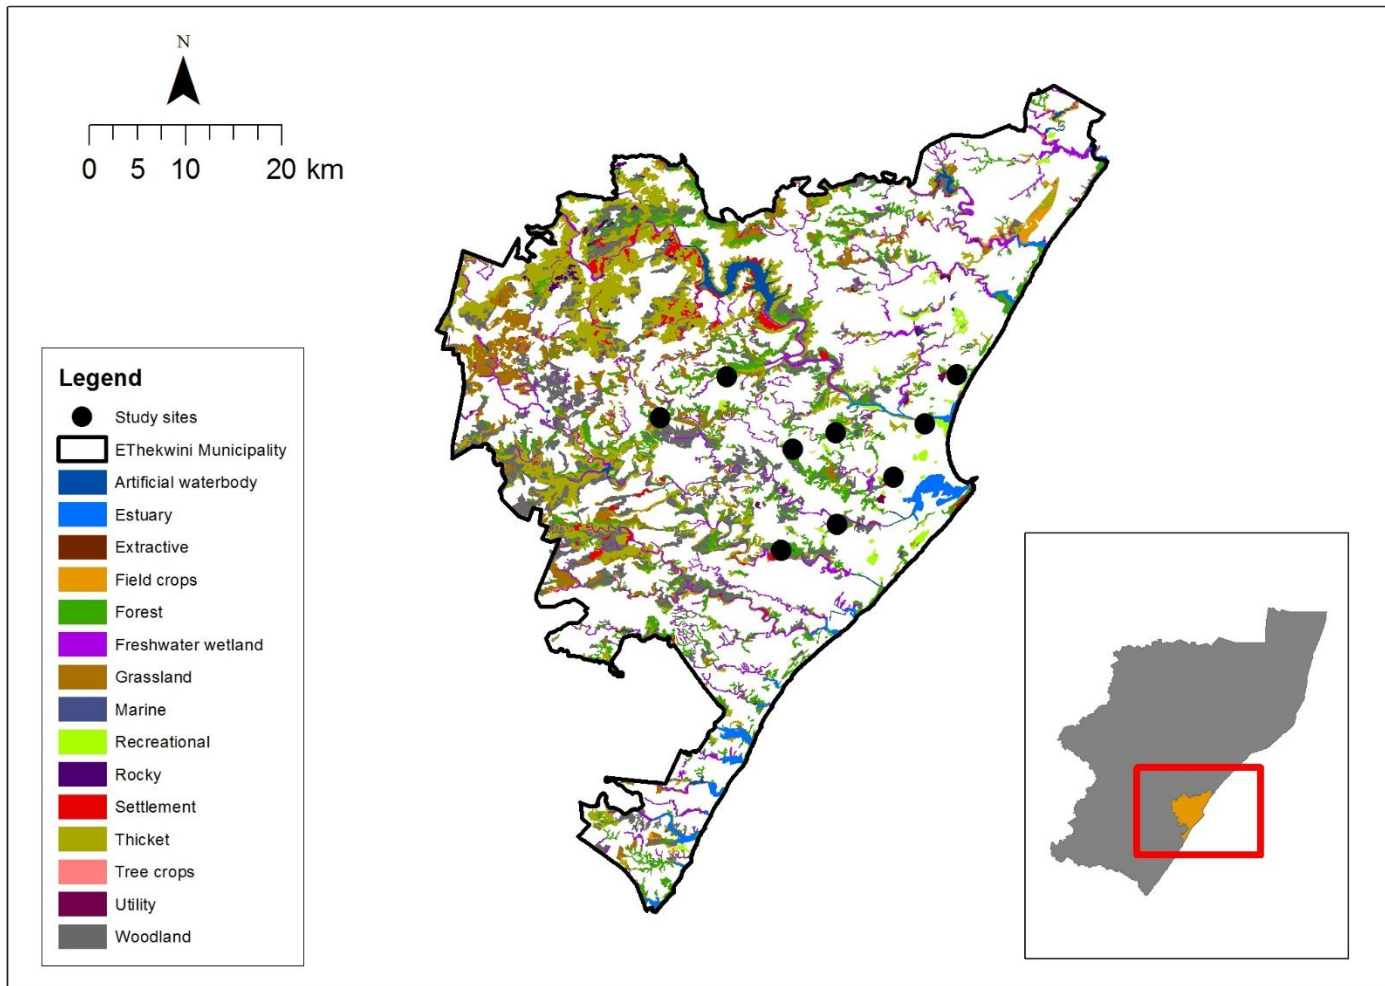 N
0 5 10 20 km
Legend
Study sites
EThekwini Municipality
Artificial waterbody
Estuary
Extractive
Field crops
Forest
Freshwater wetland
Grassland
Marine
Recreational
Rocky
Settlement
Thicket
Tree crops
Utility
Woodland